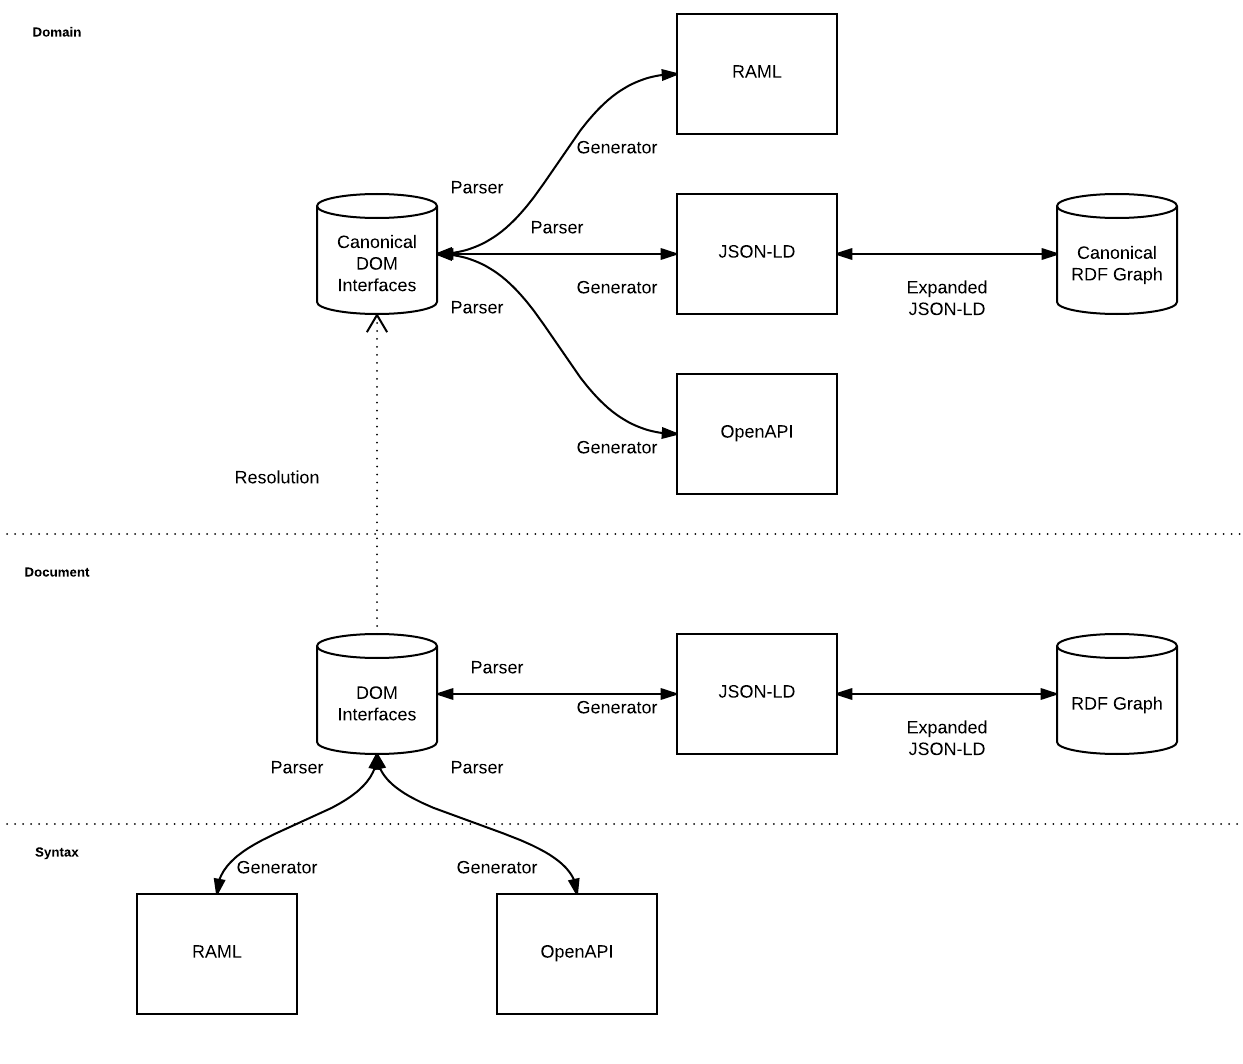 Domain
RAML
Generator
Parser
Parser
Canonical
DOM
Interfaces
JSON-LD
Canonical
RDF Graph
Generator
Expanded
JSON-LD
Parser
OpenAPI
Generator
Resolution
Document
Parser
DOM
Interfaces
JSON-LD
RDF Graph
Generator
Expanded
JSON-LD
Parser
Parser
Syntax
Generator
Generator
RAML
OpenAPI